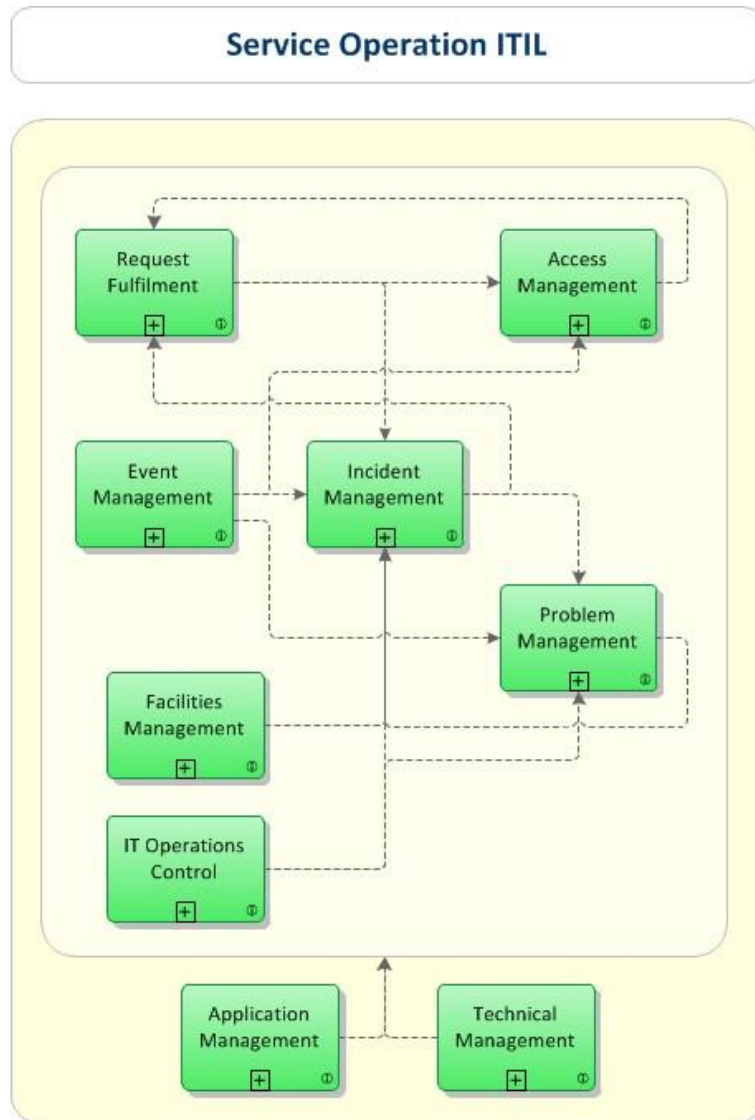 Service Operation ITIL
Request
Fulfilment
Access
Management
Event
Management
Incident
Management
Problem
Management
Facilities
Management
IT Operations
Control
Application
Management
Technical
Management